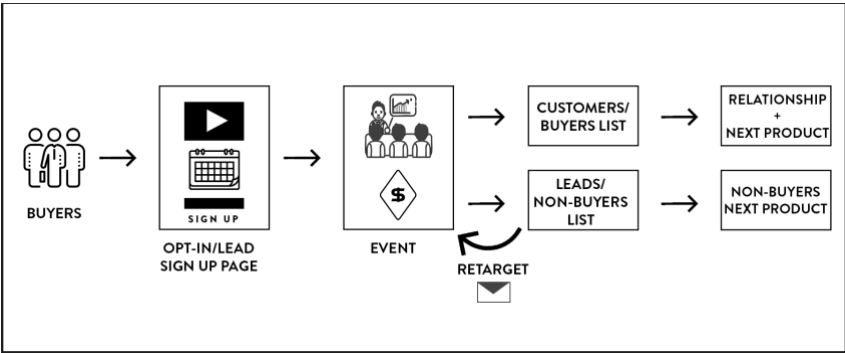 BUYERS
SIGN UP
OPT-IN/LEAD
SIGN UP PAGE
$
EVENT
CUSTOMERS/
BUYERS LIST
RELATIONSHIP
+
NEXT PRODUCT
LEADS/
NON-BUYERS
LIST
NON-BUYERS
NEXT PRODUCT
RETARGET